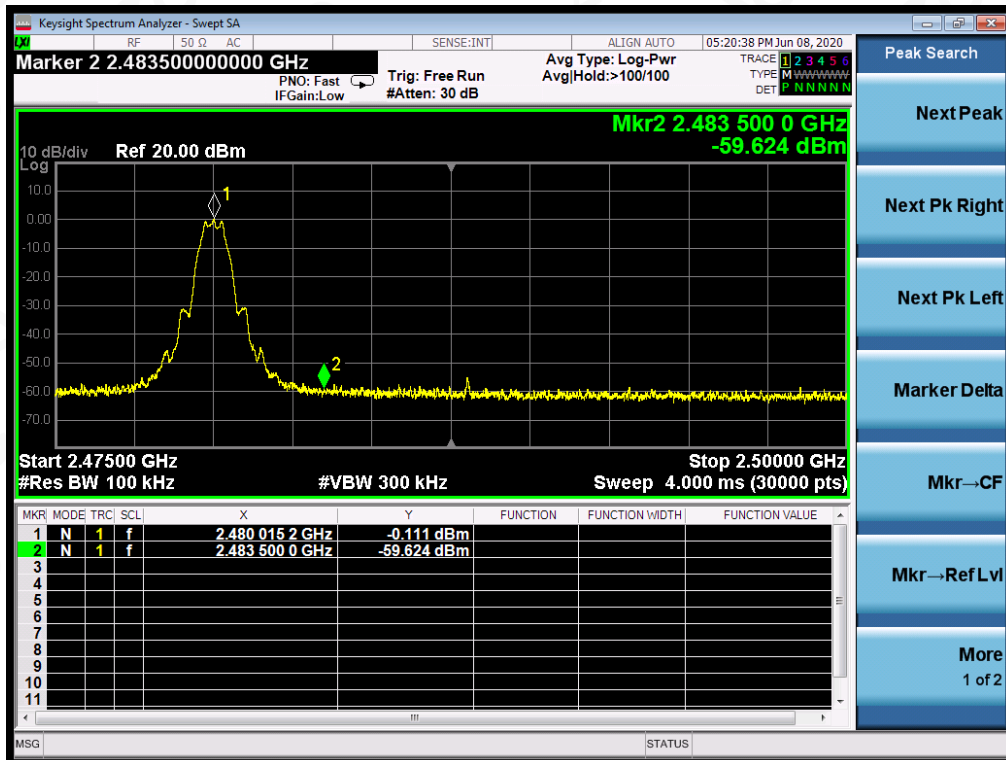 Keysight Spectrum Analyzer - Swept SA
LXI RF 50 Ω AC SENSE:INT ALIGN AUTO 05:20:38 PM Jun 08, 2020
Marker 2 2.483500000000 GHz
PNO: Fast
IFGain:Low
Trig: Free Run
#Atten: 30 dB
Avg Type: Log-Pwr
Avg|Hold:>100/100
TRACE 1 2 3 4 5 6
TYPE M WWWWW
DET P N N N N N
Mkr2 2.483 500 0 GHz
-59.624 dBm
10 dB/div Ref 20.00 dBm
Log
10.0
0.00
-10.0
-20.0
-30.0
-40.0
-50.0
-60.0
-70.0
1
2
Start 2.47500 GHz Stop 2.50000 GHz
#Res BW 100 kHz #VBW 300 kHz Sweep 4.000 ms (30000 pts)
MKR MODE TRC SCL X Y FUNCTION FUNCTION WIDTH FUNCTION VALUE
1 N 1 f 2.480 015 2 GHz -0.111 dBm
2 N 1 f 2.483 500 0 GHz -59.624 dBm
3
4
5
6
7
8
9
10
11
MSG STATUS
Peak Search
Next Peak
Next Pk Right
Next Pk Left
Marker Delta
Mkr→CF
Mkr→Ref Lvl
More
1 of 2